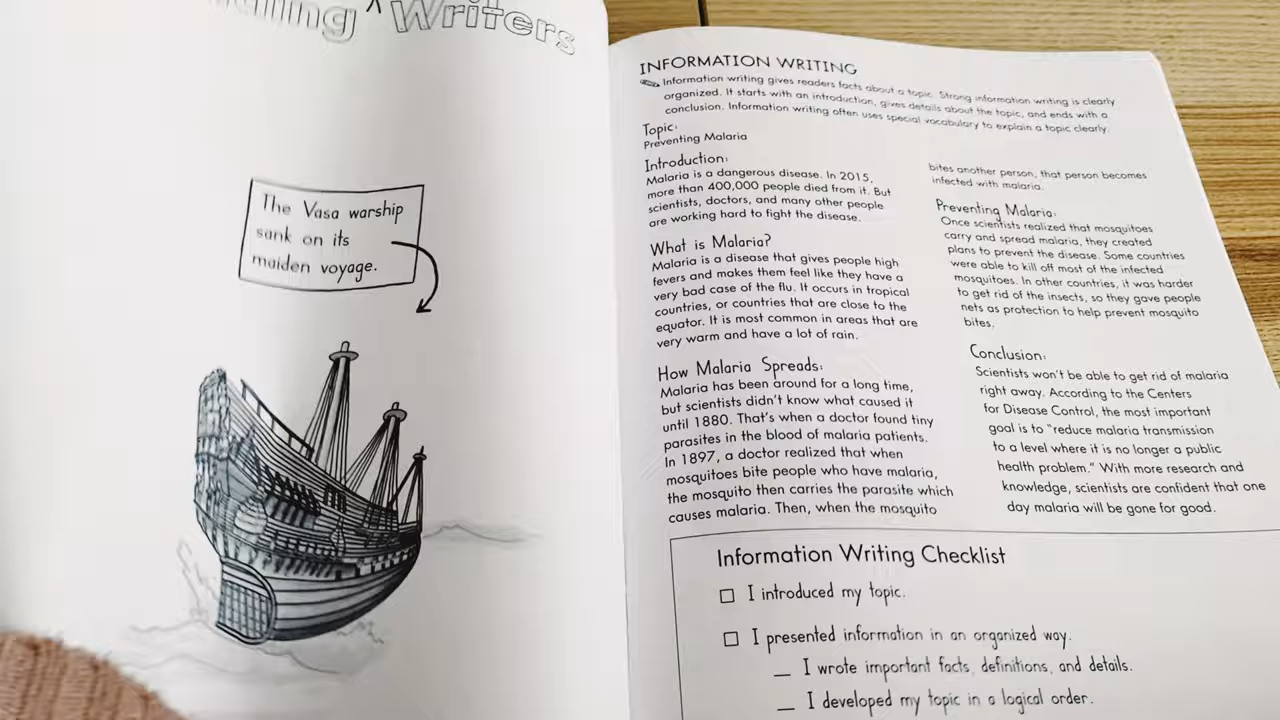 Writers
The Vasa warship
sank on its
maiden voyage.
INFORMATION WRITING
Information writing gives readers facts about a topic. Strong information writing is clearly
organized. It starts with an introduction, gives details about the topic, and ends with a
conclusion. Information writing often uses special vocabulary to explain a topic clearly.
Topic:
Preventing Malaria
Introduction:
Malaria is a dangerous disease. In 2015,
more than 400,000 people died from it. But
scientists, doctors, and many other people
are working hard to fight the disease.
What is Malaria?
Malaria is a disease that gives people high
fevers and makes them feel like they have a
very bad case of the flu. It occurs in tropical
countries, or countries that are close to the
equator. It is most common in areas that are
very warm and have a lot of rain.
How Malaria Spreads:
Malaria has been around for a long time,
but scientists didn't know what caused it
until 1880. That's when a doctor found tiny
parasites in the blood of malaria patients.
In 1897, a doctor realized that when
mosquitoes bite people who have malaria,
the mosquito then carries the parasite which
causes malaria. Then, when the mosquito
bites another person, that person becomes
infected with malaria.
Preventing Malaria:
Once scientists realized that mosquitoes
carry and spread malaria, they created
plans to prevent the disease. Some countries
were able to kill off most of the infected
mosquitoes. In other countries, it was harder
to get rid of the insects, so they gave people
nets as protection to help prevent mosquito
bites.
Conclusion:
Scientists won't be able to get rid of malaria
right away. According to the Centers
for Disease Control, the most important
goal is to "reduce malaria transmission
to a level where it is no longer a public
health problem." With more research and
knowledge, scientists are confident that one
day malaria will be gone for good.
Information Writing Checklist
I introduced my topic.
I presented information in an organized way.
I wrote important facts, definitions, and details.
I developed my topic in a logical order.